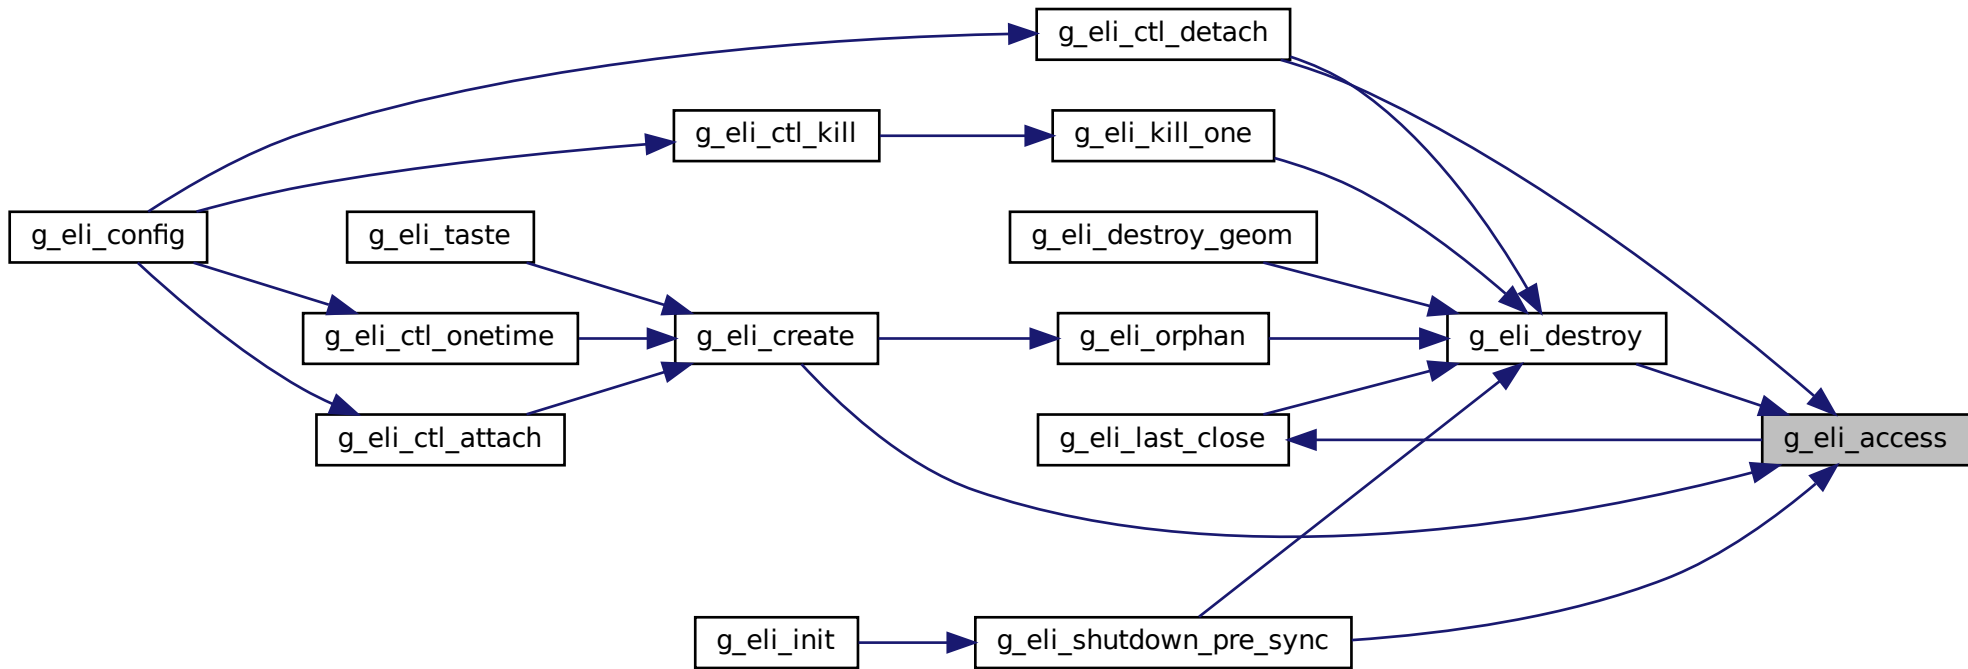 g_eli_ctl_detach
g_eli_ctl_kill
g_eli_kill_one
g_eli_config
g_eli_taste
g_eli_destroy_geom
g_eli_ctl_onetime
g_eli_create
g_eli_orphan
g_eli_destroy
g_eli_ctl_attach
g_eli_last_close
g_eli_access
g_eli_init
g_eli_shutdown_pre_sync